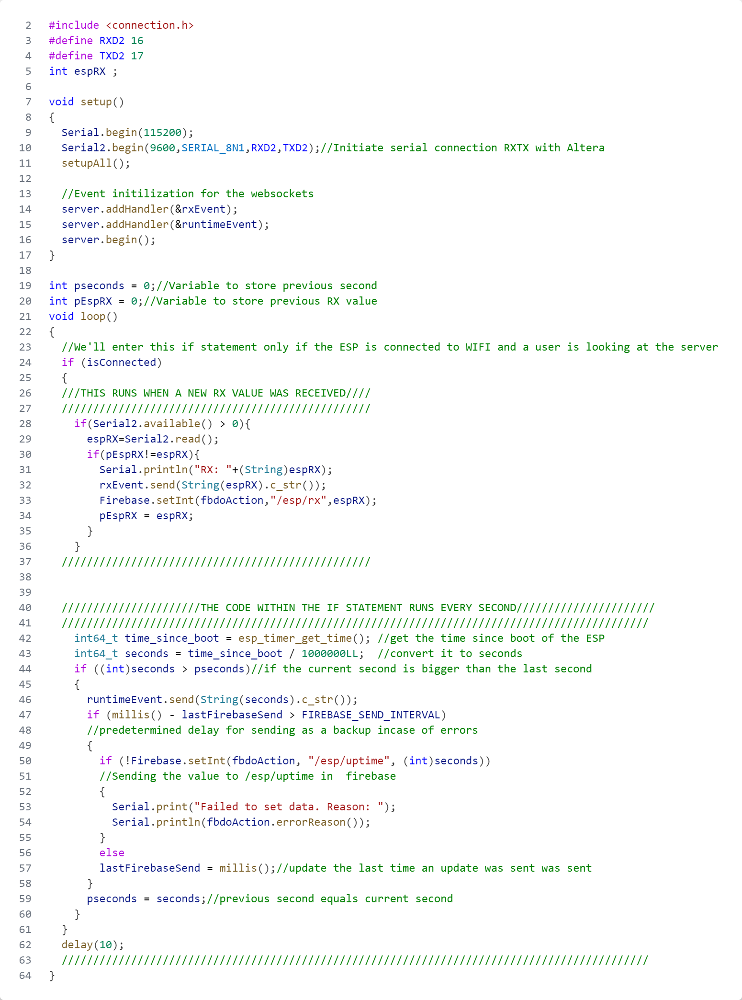 2 #include <connection.h>
3 #define RXD2 16
4 #define TXD2 17
5 int espRX ;
6
7 void setup()
8 {
9   Serial.begin(115200);
10   Serial2.begin(9600,SERIAL_8N1,RXD2,TXD2);//Initiate serial connection RXTX with Altera
11   setupAll();
12
13   //Event initilization for the websockets
14   server.addHandler(&rxEvent);
15   server.addHandler(&runtimeEvent);
16   server.begin();
17 }
18
19 int pseconds = 0;//Variable to store previous second
20 int pEspRX = 0;//Variable to store previous RX value
21 void loop()
22 {
23   //We'll enter this if statement only if the ESP is connected to WIFI and a user is looking at the server
24   if (isConnected)
25   {
26   ///THIS RUNS WHEN A NEW RX VALUE WAS RECEIVED////
27   /////////////////////////////////////////////////
28     if(Serial2.available() > 0){
29       espRX=Serial2.read();
30       if(pEspRX!=espRX){
31         Serial.println("RX: "+(String)espRX);
32         rxEvent.send(String(espRX).c_str());
33         Firebase.setInt(fbdoAction,"/esp/rx",espRX);
34         pEspRX = espRX;
35       }
36     }
37   /////////////////////////////////////////////////
38
39
40   //////////////////////THE CODE WITHIN THE IF STATEMENT RUNS EVERY SECOND//////////////////////
41   /////////////////////////////////////////////////////////////////////////////////////////////
42     int64_t time_since_boot = esp_timer_get_time(); //get the time since boot of the ESP
43     int64_t seconds = time_since_boot / 1000000LL;  //convert it to seconds
44     if ((int)seconds > pseconds)//if the current second is bigger than the last second
45     {
46       runtimeEvent.send(String(seconds).c_str());
47       if (millis() - lastFirebaseSend > FIREBASE_SEND_INTERVAL)
48       //predetermined delay for sending as a backup incase of errors
49       {
50         if (!Firebase.setInt(fbdoAction, "/esp/uptime", (int)seconds))
51         //Sending the value to /esp/uptime in  firebase
52         {
53           Serial.print("Failed to set data. Reason: ");
54           Serial.println(fbdoAction.errorReason());
55         }
56         else
57         lastFirebaseSend = millis();//update the last time an update was sent was sent
58       }
59       pseconds = seconds;//previous second equals current second
60     }
61   }
62   delay(10);
63   /////////////////////////////////////////////////////////////////////////////////////////////
64 }